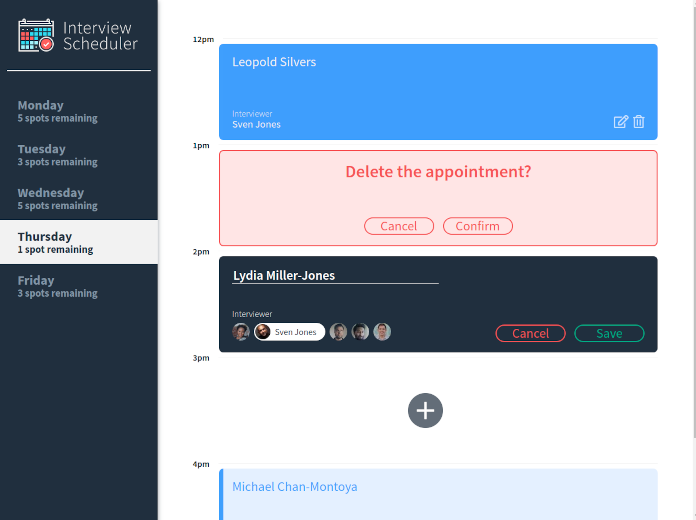 Interview
Scheduler
Monday
5 spots remaining
Tuesday
3 spots remaining
Wednesday
5 spots remaining
Thursday
1 spot remaining
Friday
3 spots remaining
12pm
Leopold Silvers
Interviewer
Sven Jones
1pm
Delete the appointment?
Cancel Confirm
2pm
Lydia Miller-Jones
Interviewer
Sven Jones
Cancel Save
3pm
4pm
Michael Chan-Montoya